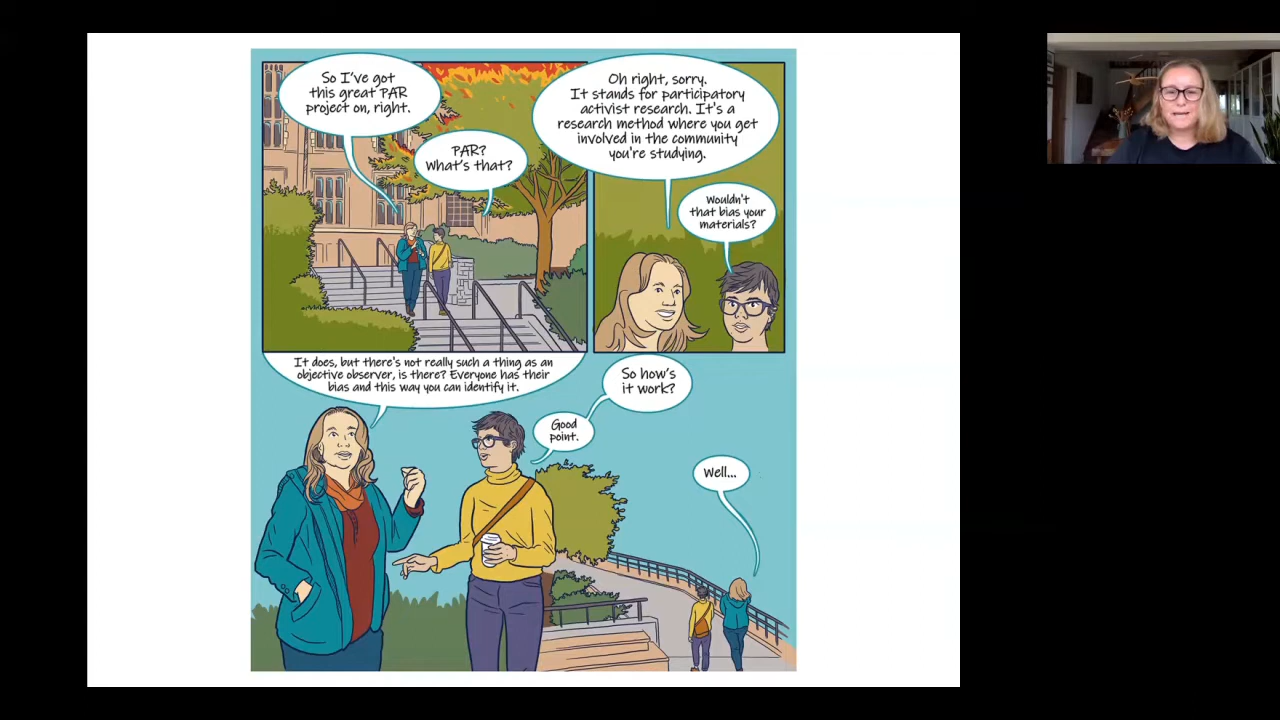 So I've got
this great PAR
project on, right.
PAR?
What's that?
Oh right, sorry.
It stands for participatory
activist research. It's a
research method where you get
involved in the community
you're studying.
Wouldn't
that bias your
materials?
It does, but there's not really such a thing as an
objective observer, is there? Everyone has their
bias and this way you can identify it.
Good
point.
So how's
it work?
Well...